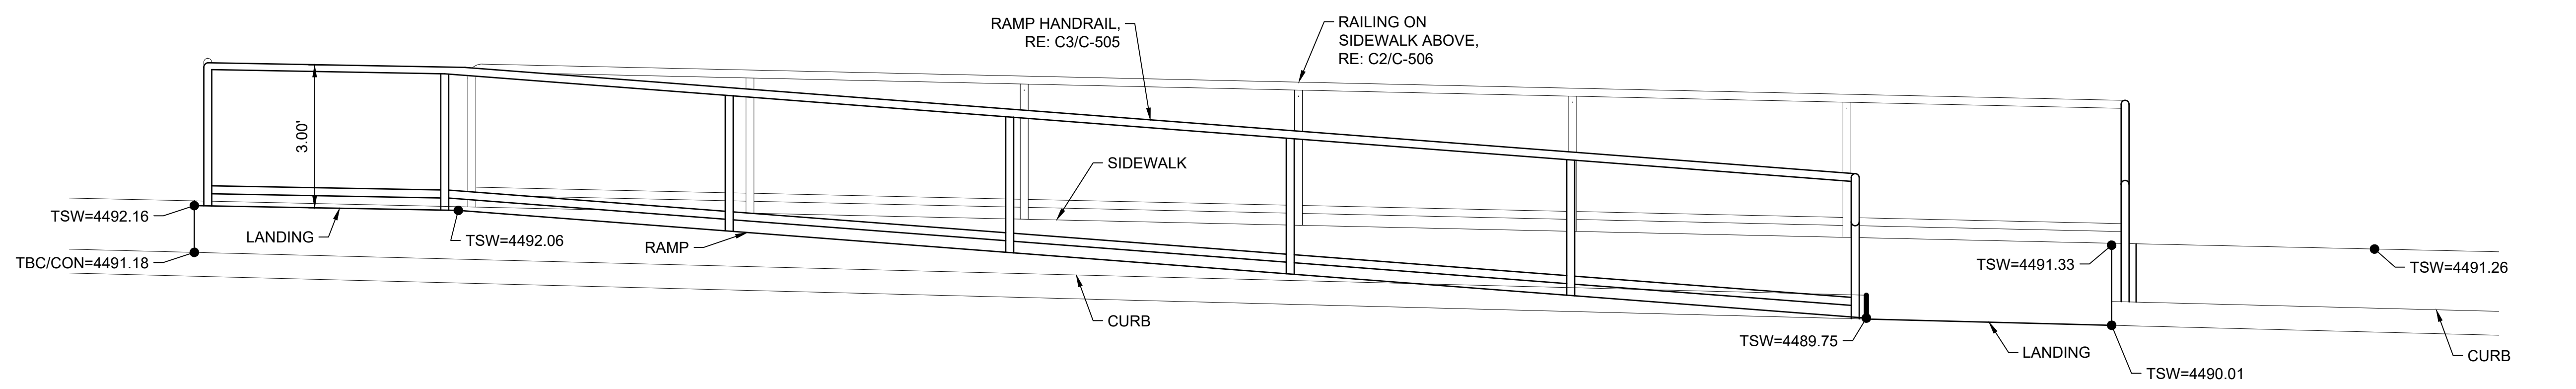 RAMP HANDRAIL,
RE: C3/C-505
RAILING ON
SIDEWALK ABOVE,
RE: C2/C-506
3.00'
SIDEWALK
TSW=4492.16
LANDING
TSW=4492.06
RAMP
TBC/CON=4491.18
TSW=4491.33
TSW=4491.26
CURB
TSW=4489.75
LANDING
CURB
TSW=4490.01